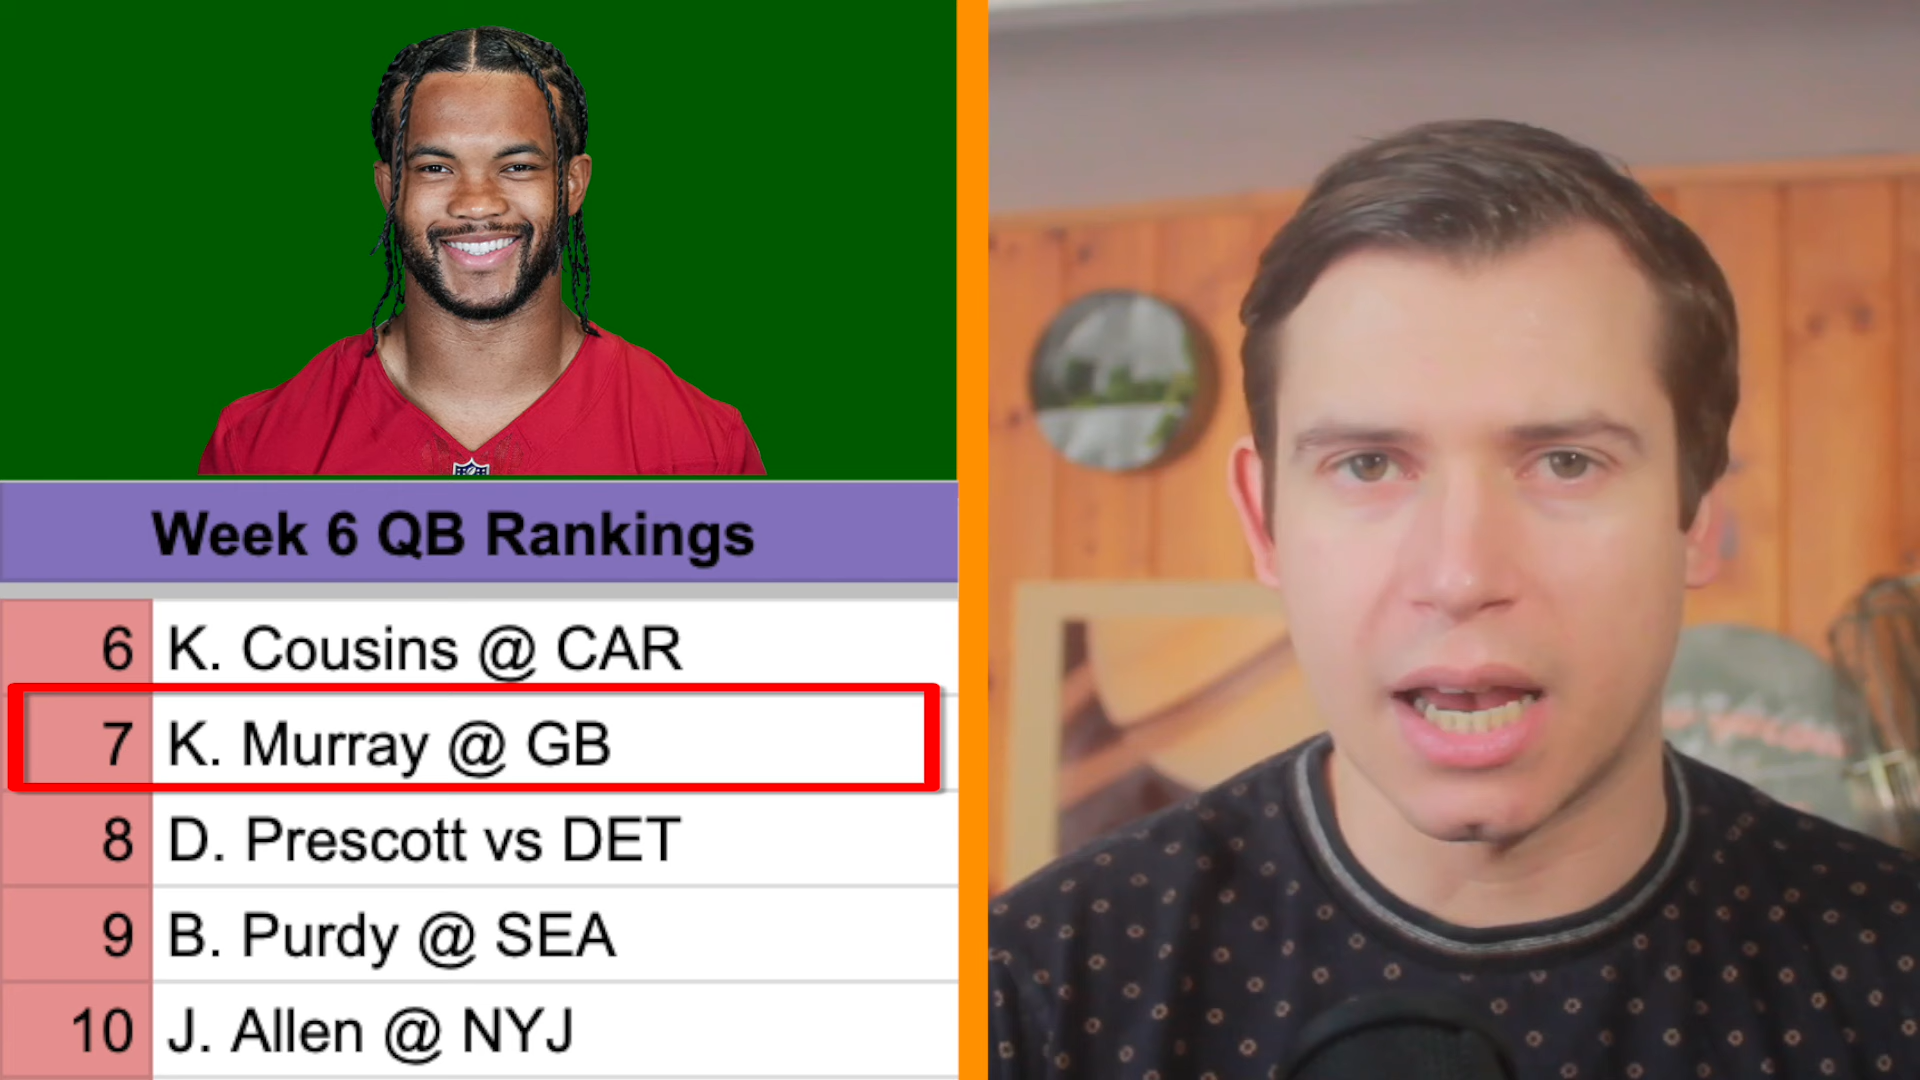 Week 6 QB Rankings
6 K. Cousins @ CAR
7 K. Murray @ GB
8 D. Prescott vs DET
9 B. Purdy @ SEA
10 J. Allen @ NYJ